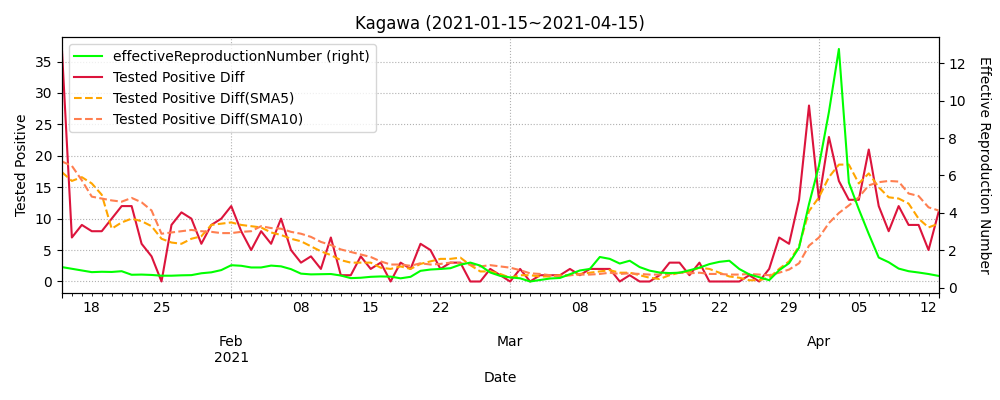 Kagawa (2021-01-15~2021-04-15)
effectiveReproductionNumber (right)
Tested Positive Diff
Tested Positive Diff(SMA5)
Tested Positive Diff(SMA10)
Tested Positive
35
30
25
20
15
10
5
0
Effective Reproduction Number
12
10
8
6
4
2
0
18 25 08 15 22 08 15 22 29 05 12
Feb Mar Apr
2021
Date